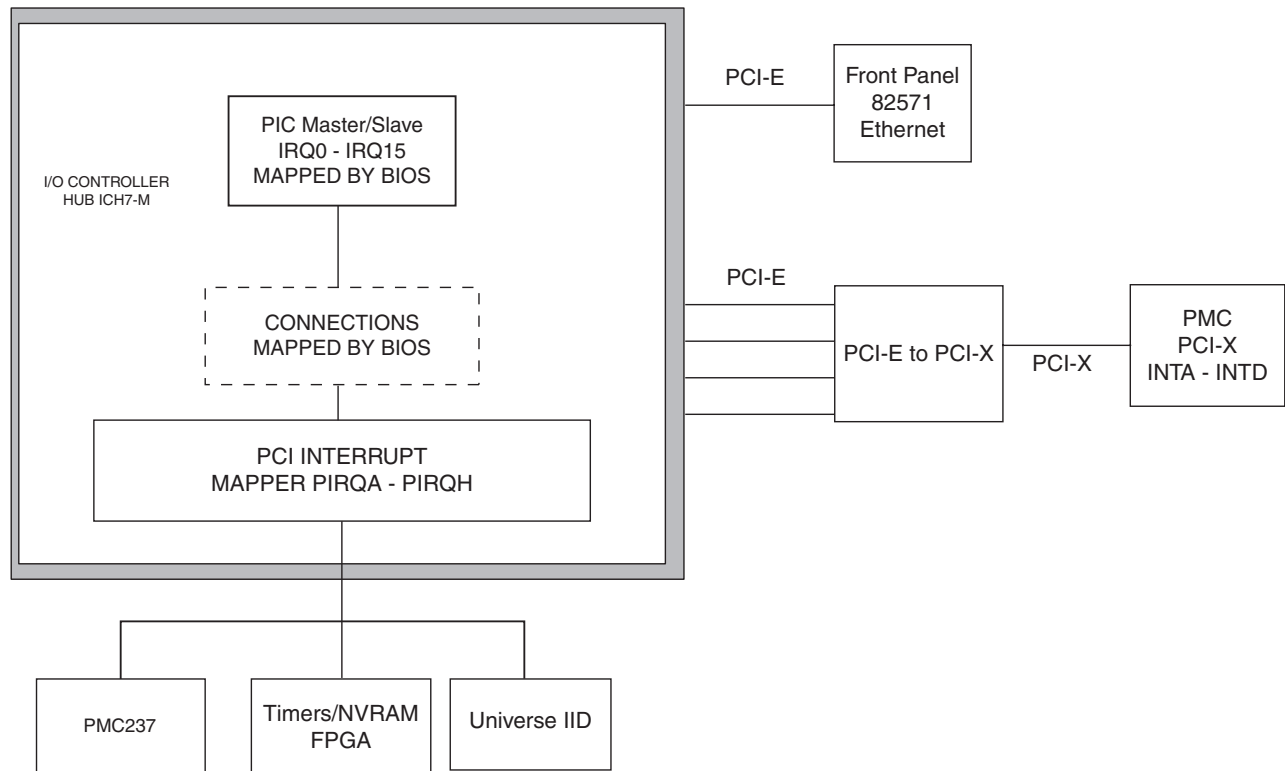 PCI-E
Front Panel
82571
Ethernet
PIC Master/Slave
IRQ0 - IRQ15
MAPPED BY BIOS
I/O CONTROLLER
HUB ICH7-M
PCI-E
CONNECTIONS
MAPPED BY BIOS
PCI-E to PCI-X
PCI-X
PMC
PCI-X
INTA - INTD
PCI INTERRUPT
MAPPER PIRQA - PIRQH
PMC237
Timers/NVRAM
FPGA
Universe IID